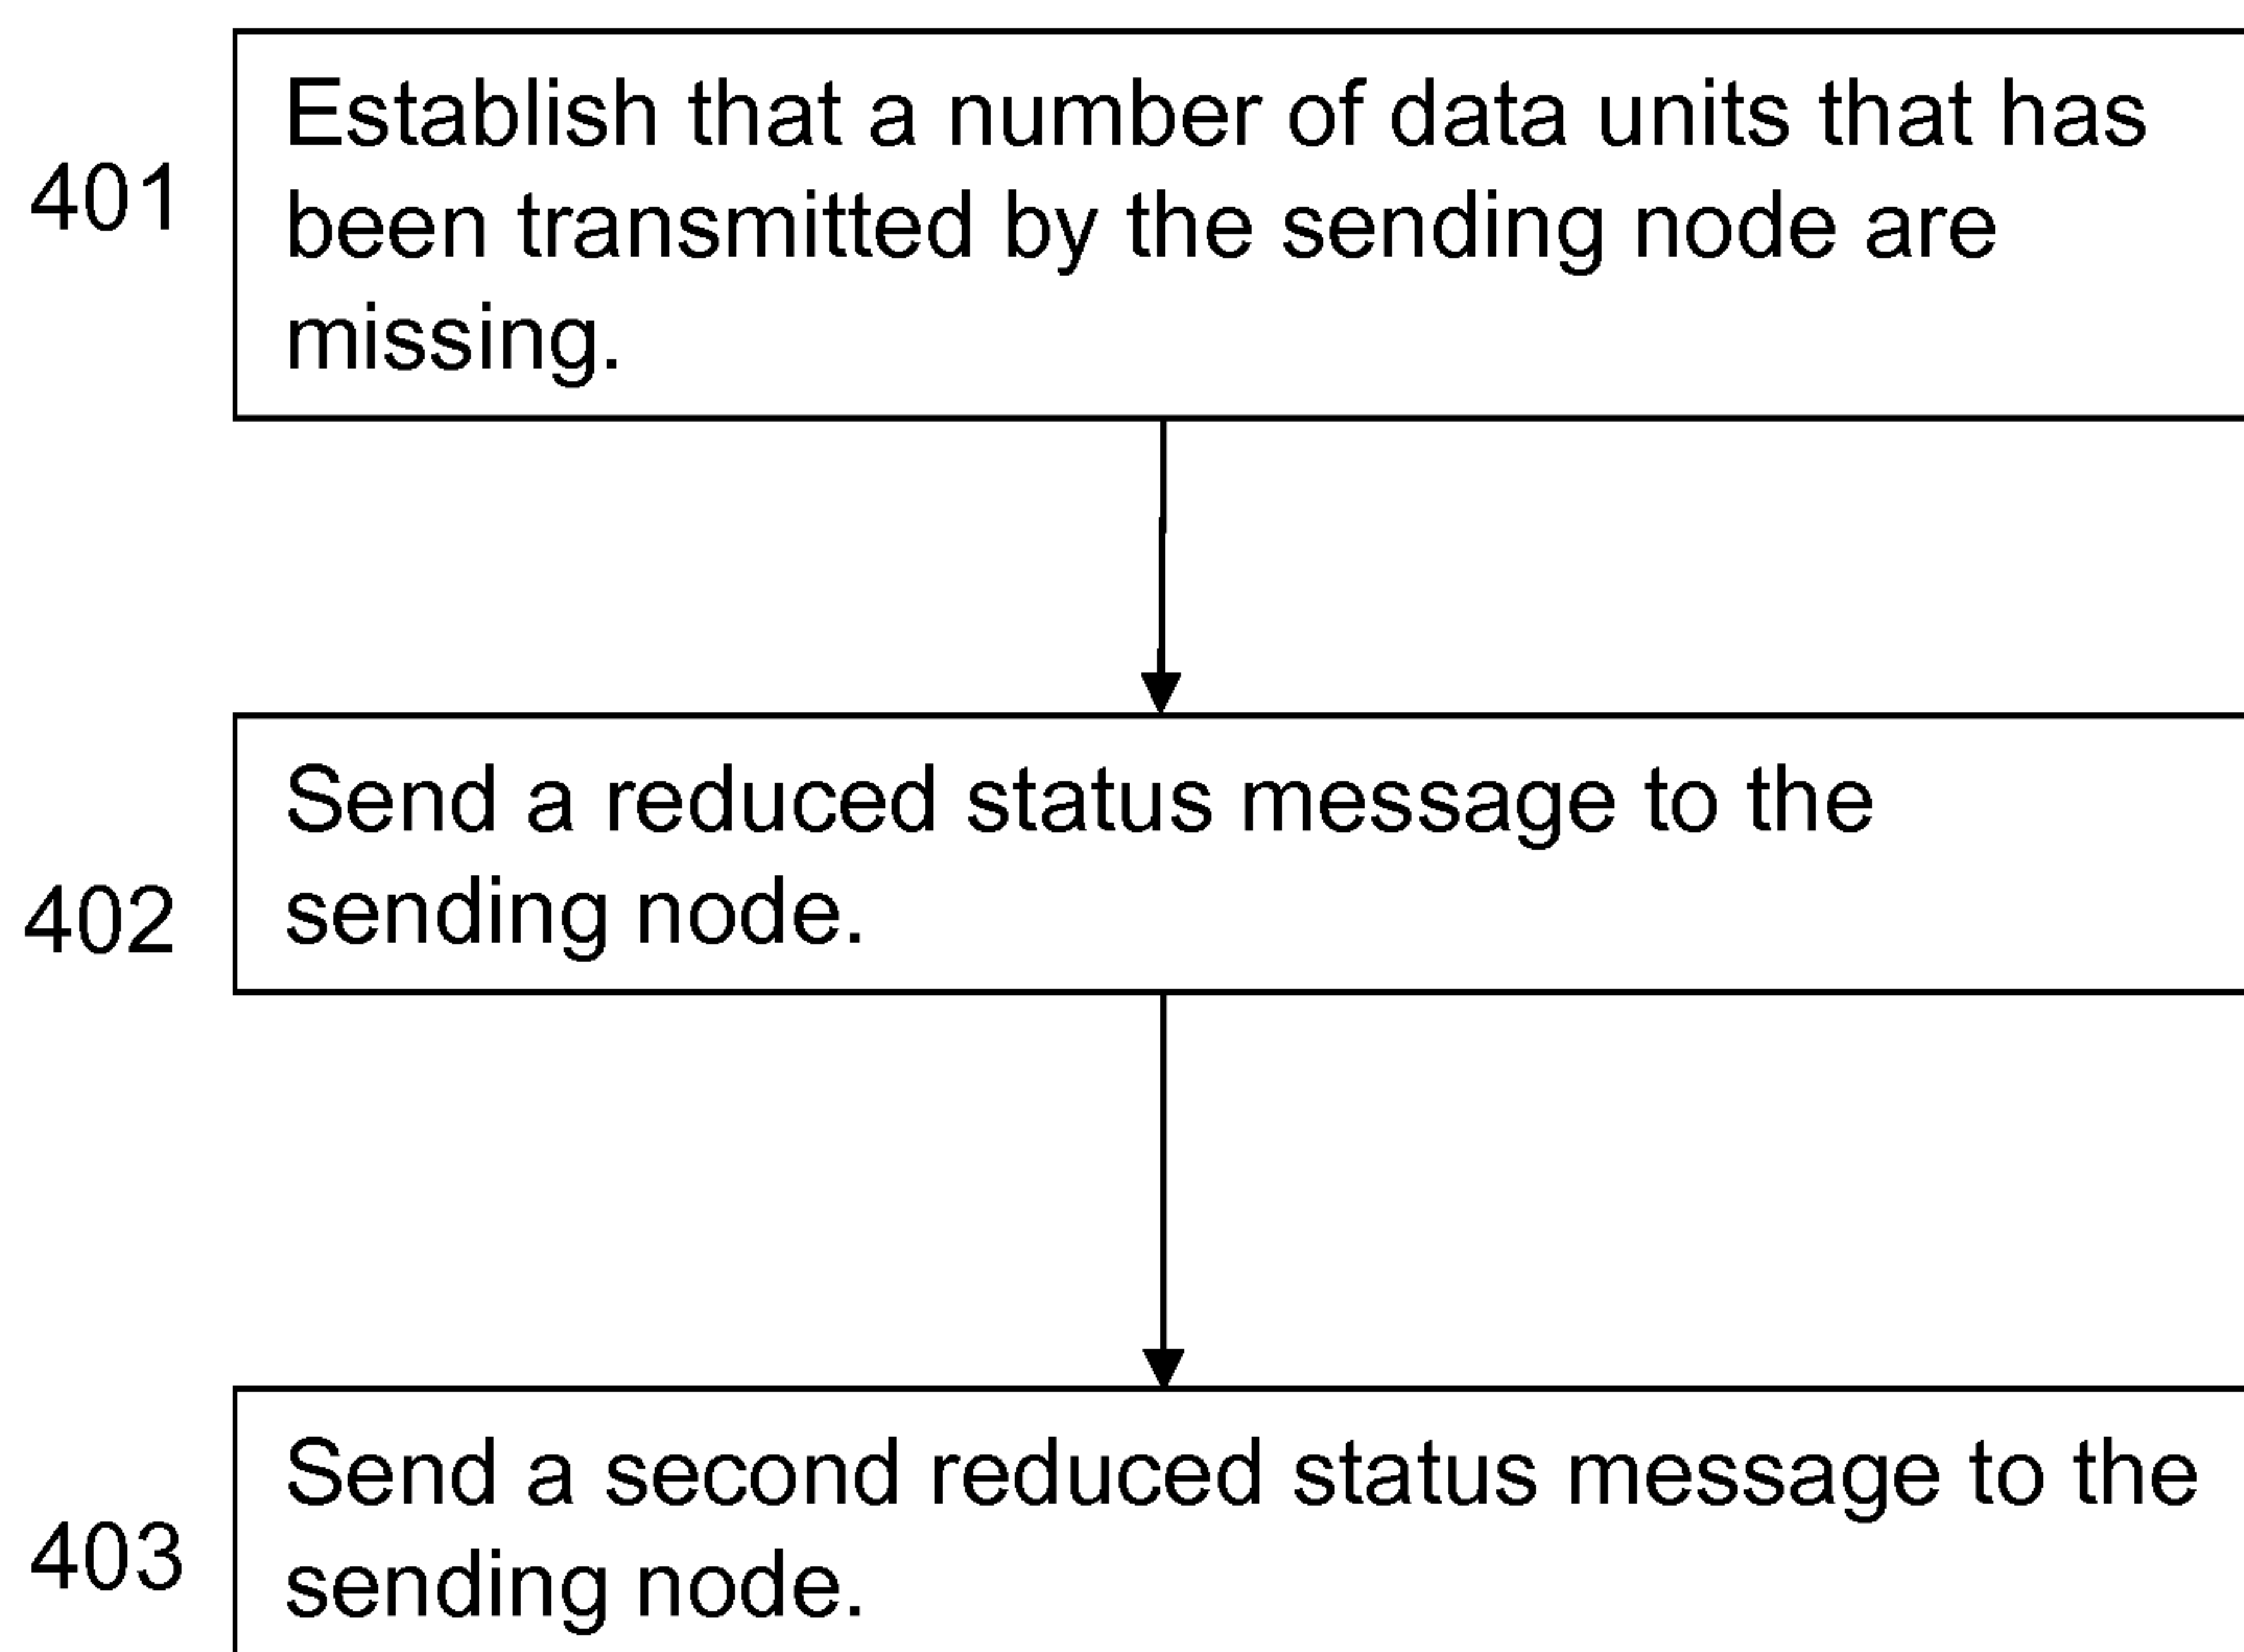 Establish that a number of data units that has
401
been transmitted by the sending node are
missing.
Send a reduced status message to the
402
sending node.
Send a second reduced status message to the
403
sending node.